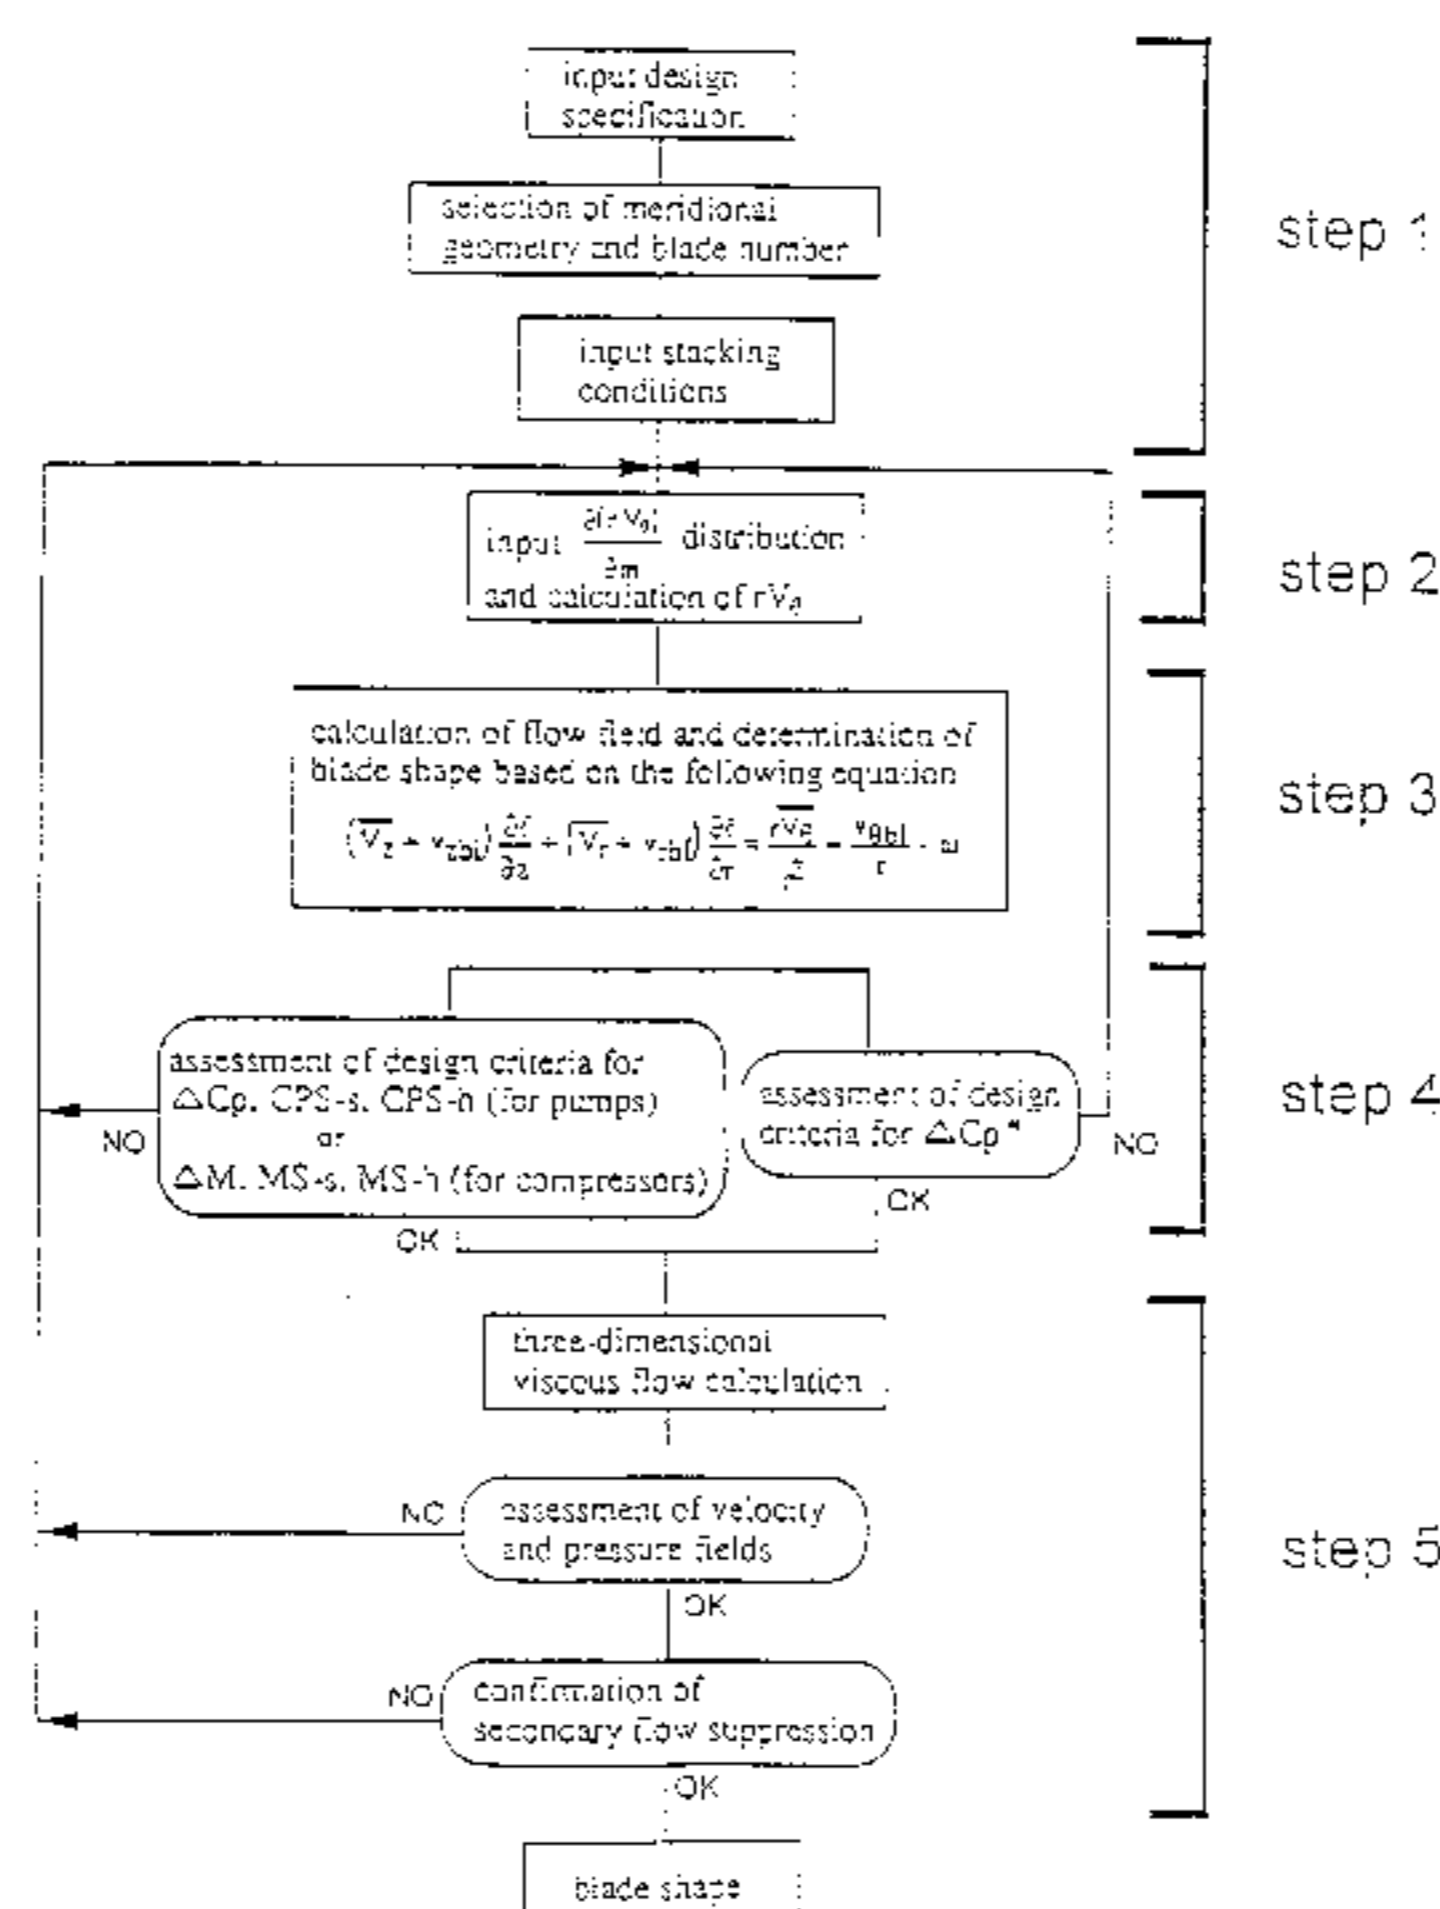 input design
specification
step 1
selection of meridional
geometry and blade number
input stacking
conditions
input ∂(rVθ)/∂m distribution
and calculation of rVθ
step 2
calculation of flow field and determination of
blade shape based on the following equation
step 3
assessment of design criteria for
△Cp, CPS-s, CPS-h (for pumps)
or
△M, MS-s, MS-h (for compressors)
NO
OK
assessment of design
criteria for △Cp*
NO
OK
step 4
three-dimensional
viscous flow calculation
NO
assessment of velocity
and pressure fields
OK
step 5
NO
confirmation of
secondary flow suppression
OK
blade shape